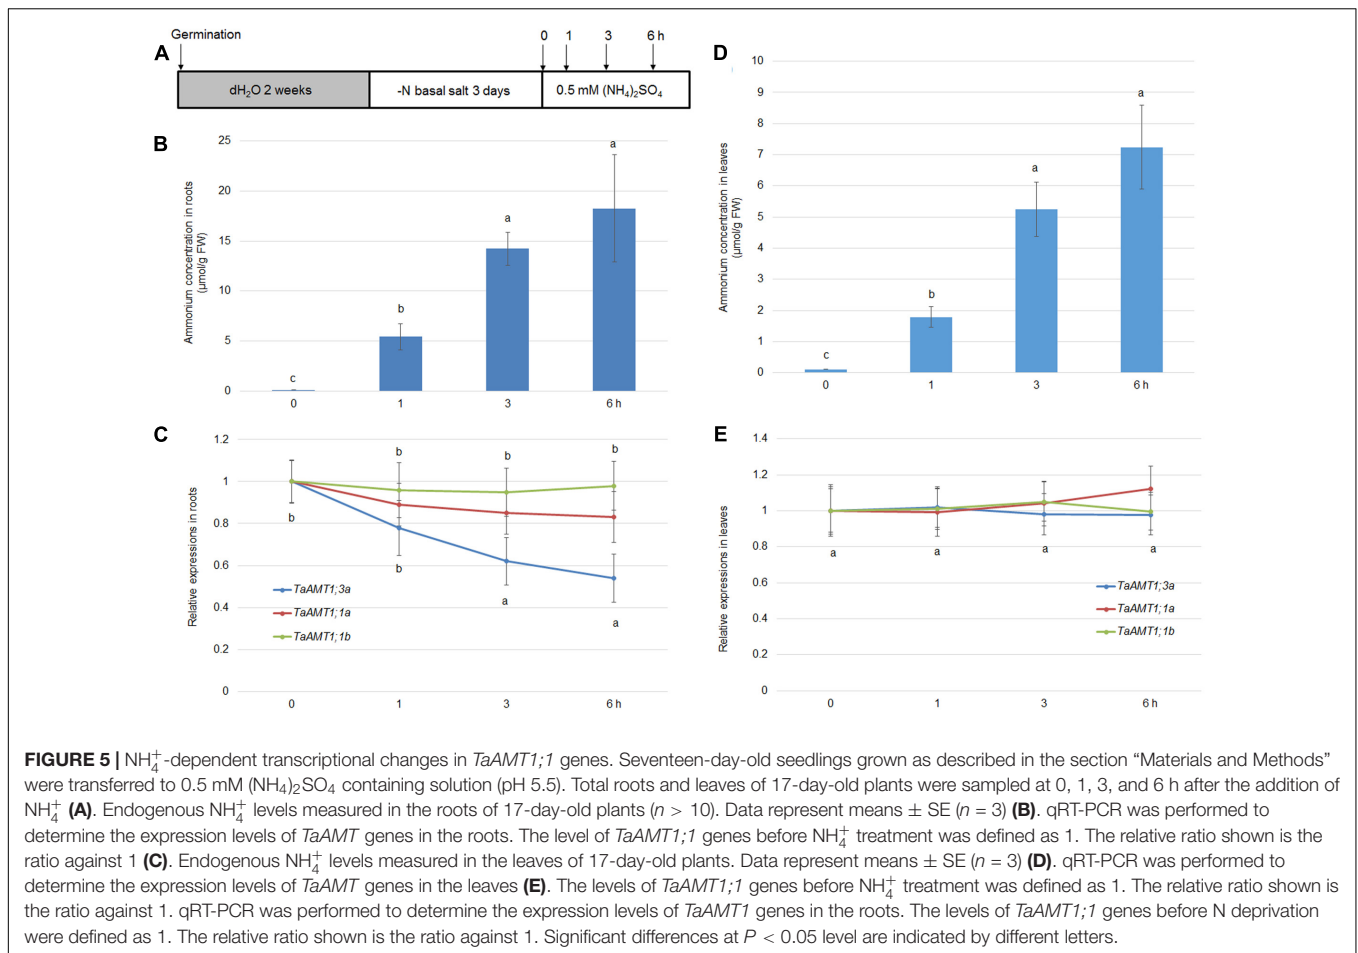 A
Germination
0 1 3 6 h
dH2O 2 weeks
-N basal salt 3 days
0.5 mM (NH4)2SO4
B
Ammonium concentration in roots
(µmol/g FW)
25
20
15
10
5
0
c
b
a
a
0 1 3 6 h
C
Relative expressions in roots
1.2
1
0.8
0.6
0.4
0.2
0
b
b
b
b
b
a
a
TaAMT1;3a
TaAMT1;1a
TaAMT1;1b
0 1 3 6 h
D
Ammonium concentration in leaves
(µmol/g FW)
10
9
8
7
6
5
4
3
2
1
0
c
b
a
a
0 1 3 6 h
E
Relative expressions in leaves
1.4
1.2
1
0.8
0.6
0.4
0.2
0
a
a
a
a
TaAMT1;3a
TaAMT1;1a
TaAMT1;1b
0 1 3 6 h
FIGURE 5 | NH4+-dependent transcriptional changes in TaAMT1;1 genes. Seventeen-day-old seedlings grown as described in the section “Materials and Methods”
were transferred to 0.5 mM (NH4)2SO4 containing solution (pH 5.5). Total roots and leaves of 17-day-old plants were sampled at 0, 1, 3, and 6 h after the addition of
NH4+ (A). Endogenous NH4+ levels measured in the roots of 17-day-old plants (n > 10). Data represent means ± SE (n = 3) (B). qRT-PCR was performed to
determine the expression levels of TaAMT genes in the roots. The level of TaAMT1;1 genes before NH4+ treatment was defined as 1. The relative ratio shown is the
ratio against 1 (C). Endogenous NH4+ levels measured in the leaves of 17-day-old plants. Data represent means ± SE (n = 3) (D). qRT-PCR was performed to
determine the expression levels of TaAMT genes in the leaves (E). The levels of TaAMT1;1 genes before NH4+ treatment was defined as 1. The relative ratio shown is
the ratio against 1. qRT-PCR was performed to determine the expression levels of TaAMT1 genes in the roots. The levels of TaAMT1;1 genes before N deprivation
were defined as 1. The relative ratio shown is the ratio against 1. Significant differences at P < 0.05 level are indicated by different letters.